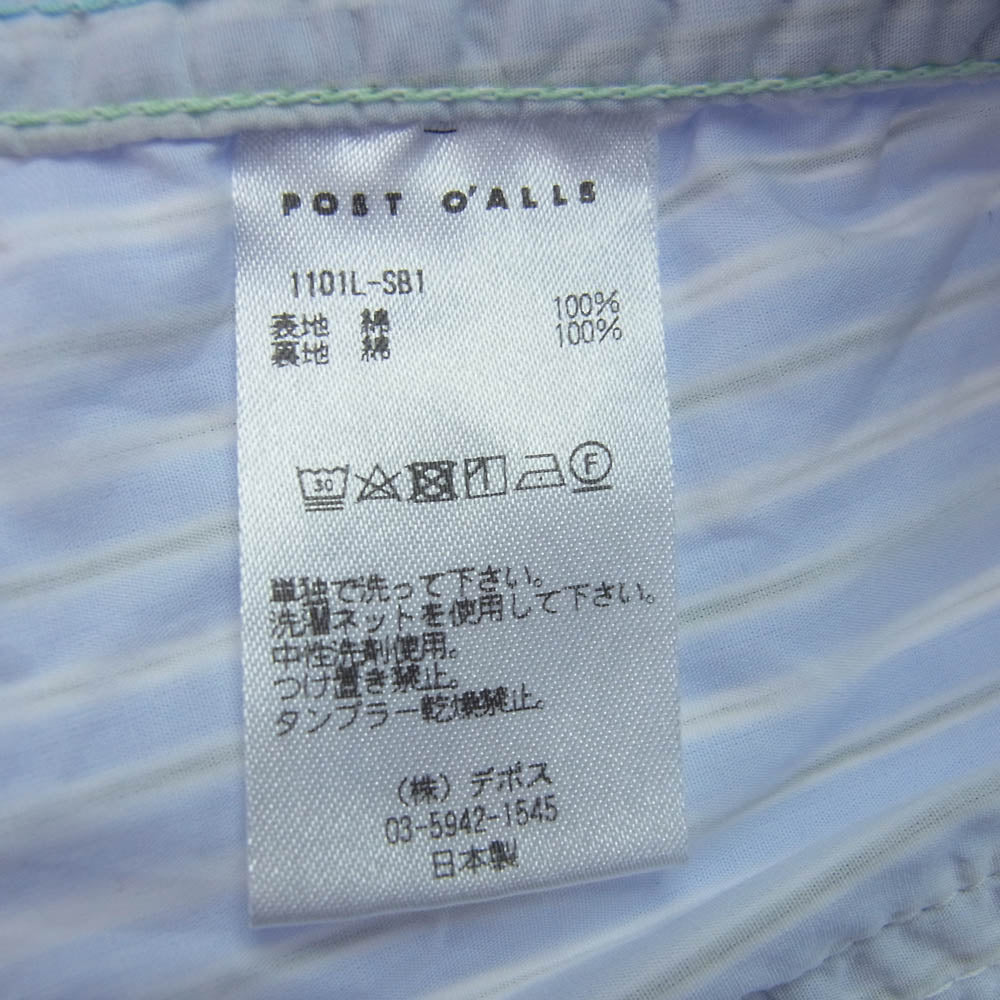 POST O'ALLS
1101L-SB1
表地 綿 100%
裏地 綿 100%
30 F
単独で洗って下さい。
洗濯ネットを使用して下さい。
中性洗剤使用。
つけ置き禁止。
タンブラー乾燥禁止。
(株) デポス
03-5942-1545
日本製